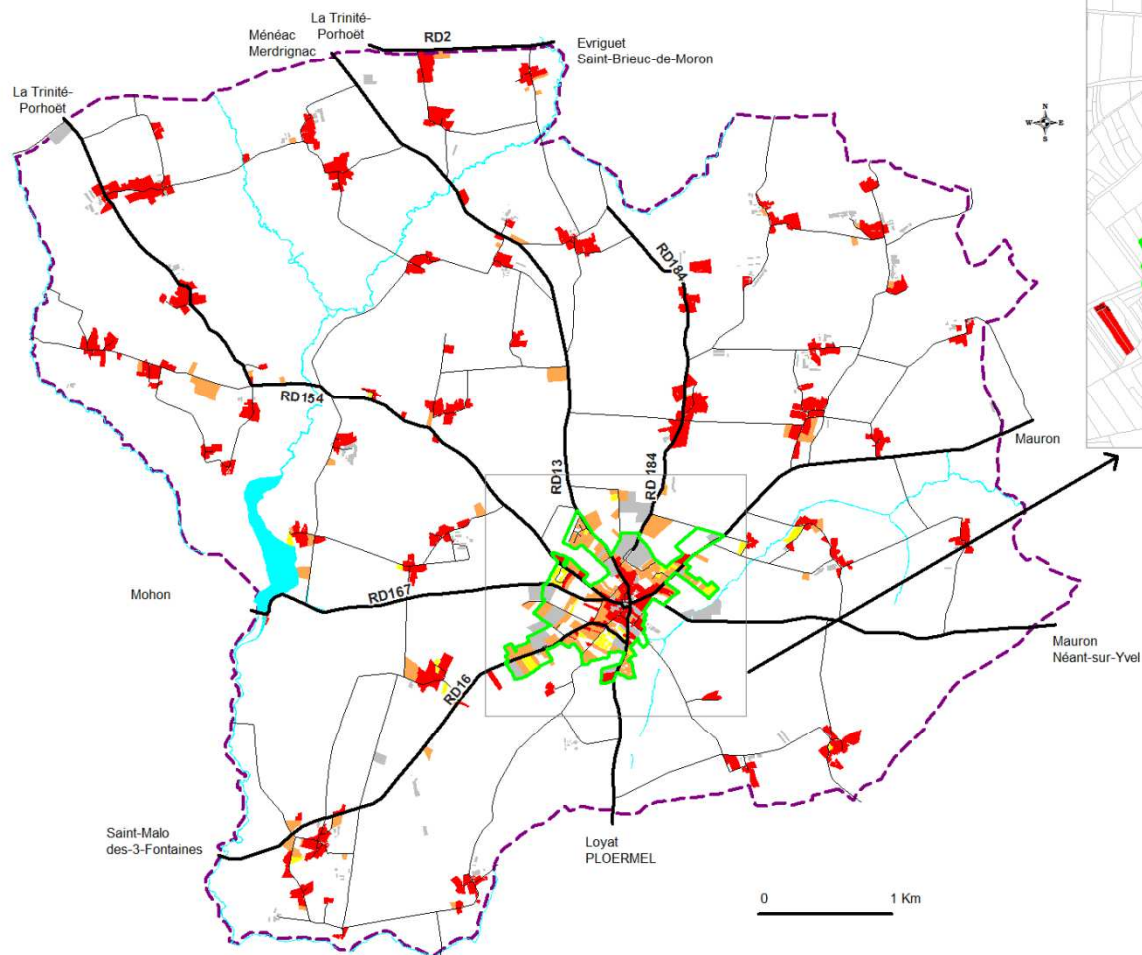 La Trinité-
Porhoët
RD2
Ménéac
Merdrignac
Evriguet
Saint-Brieuc-de-Moron
La Trinité-
Porhoët
N
W
E
S
RD184
RD154
RD13
RD 184
Mauron
Mohon
RD167
Mauron
Néant-sur-Yvel
RD16
Saint-Malo
des-3-Fontaines
Loyat
PLOERMEL
0
1 Km